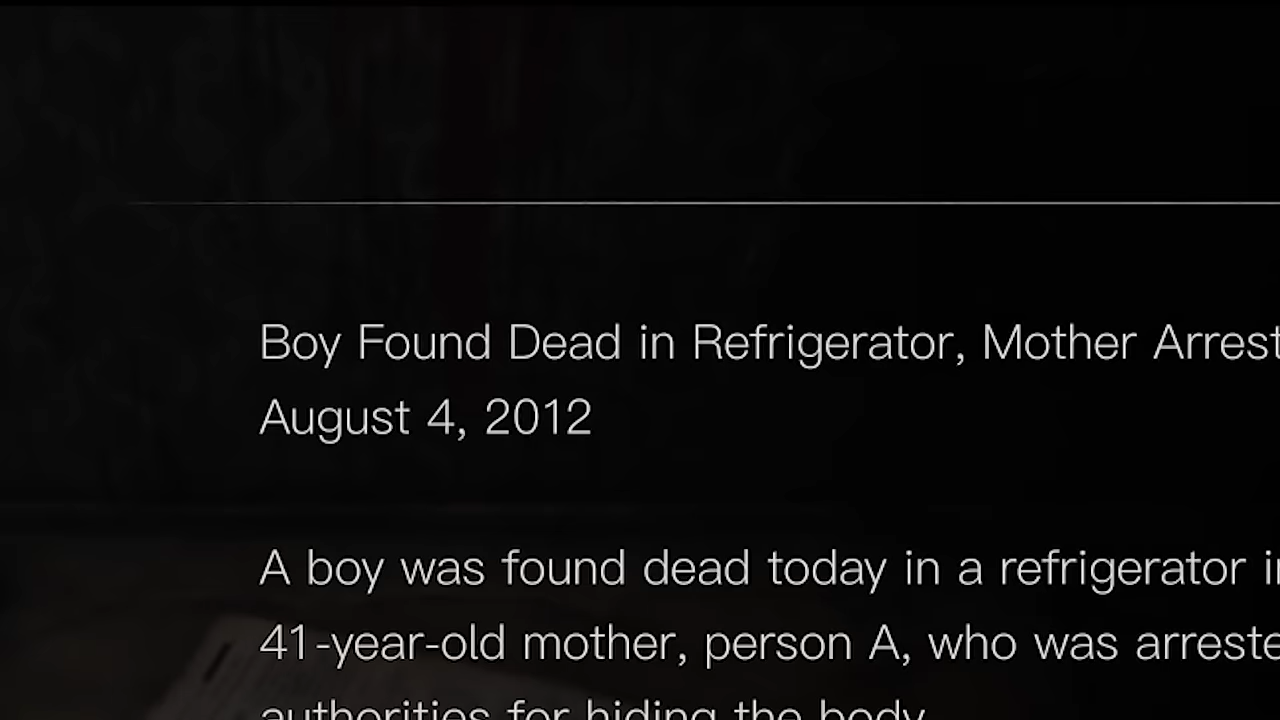 Boy Found Dead in Refrigerator, Mother Arrest
August 4, 2012
A boy was found dead today in a refrigerator
41-year-old mother, person A, who was arreste
authorities for hiding the body.